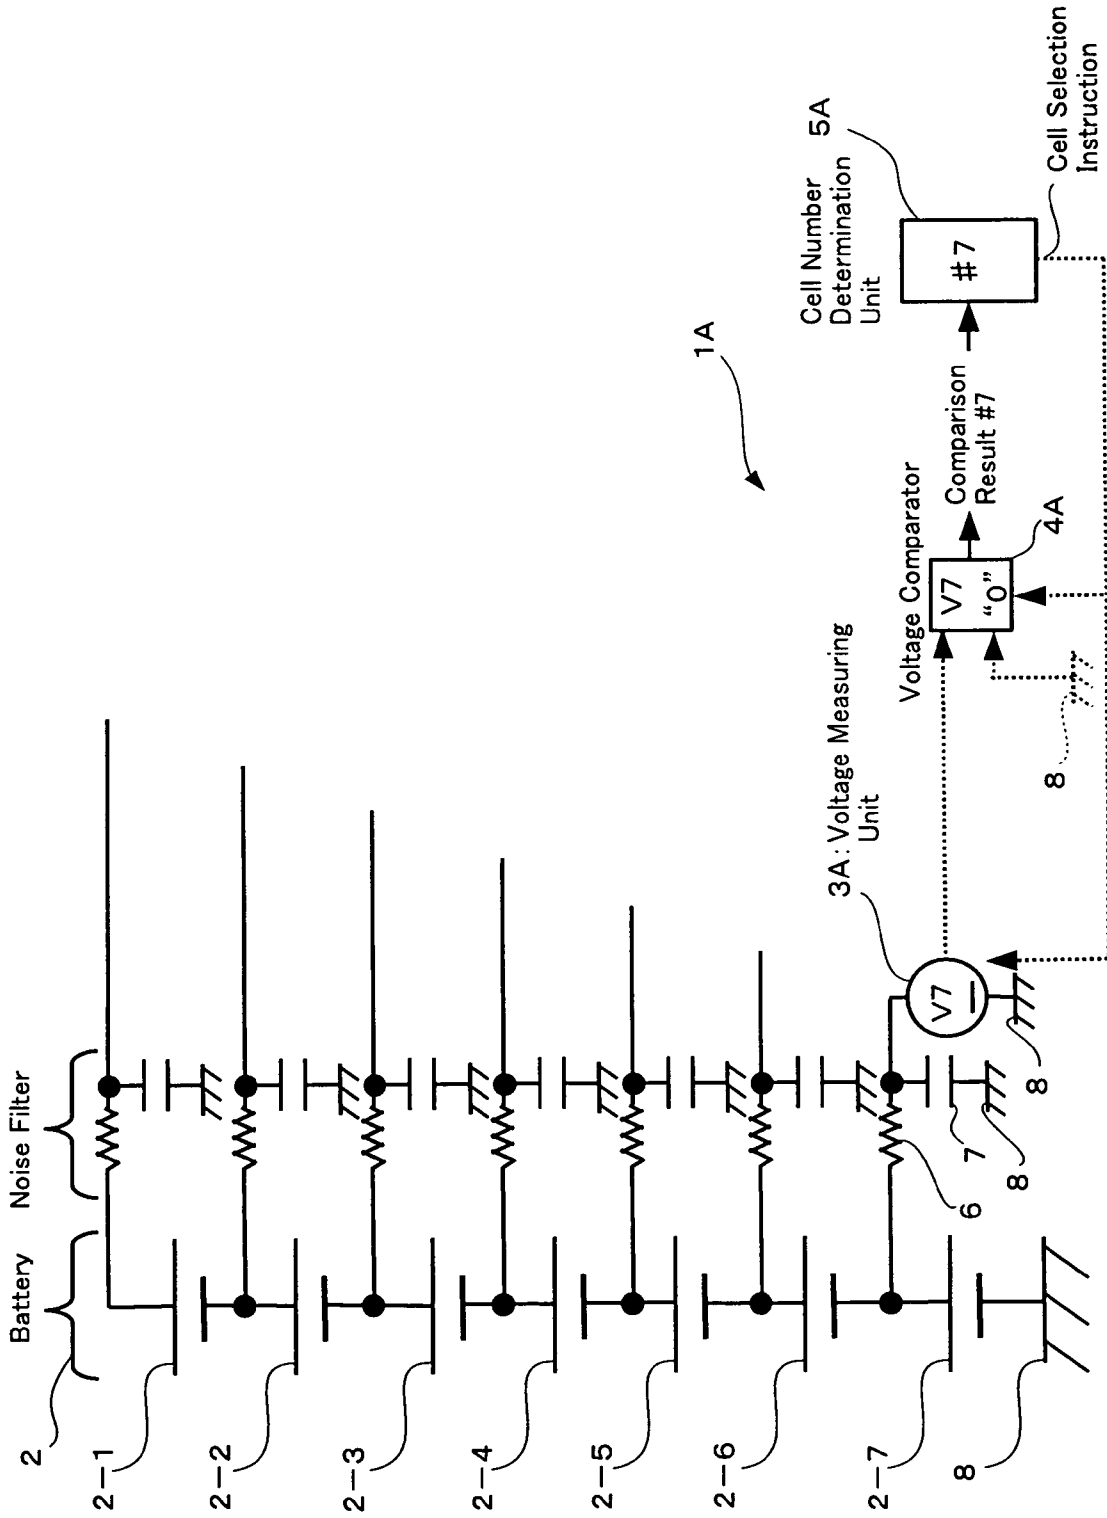 Battery
Noise Filter
2
2-1
2-2
2-3
2-4
2-5
2-6
2-7
8
6
7
8
8
3A: Voltage Measuring
Unit
V7
8
Voltage Comparator
V7
"0"
4A
Comparison
Result #7
1A
Cell Number
Determination
Unit
5A
#7
Cell Selection
Instruction